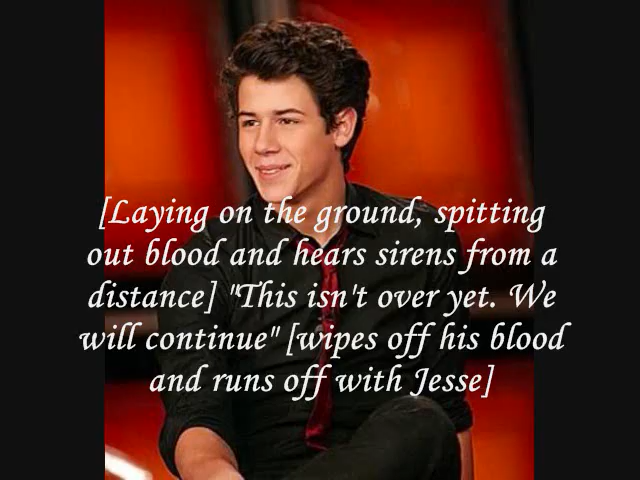 [Laying on the ground, spitting
out blood and hears sirens from a
distance] "This isn't over yet. We
will continue" [wipes off his blood
and runs off with Jesse]